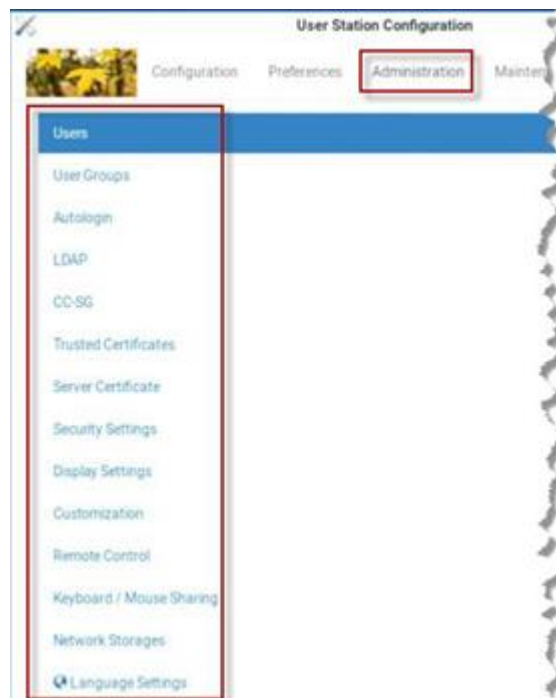 User Station Configuration
Configuration Preferences Administration
Users
User Groups
Autologin
LDAP
CC-SG
Trusted Certificates
Server Certificate
Security Settings
Display Settings
Customization
Remote Control
Keyboard / Mouse Sharing
Network Storages
Language Settings